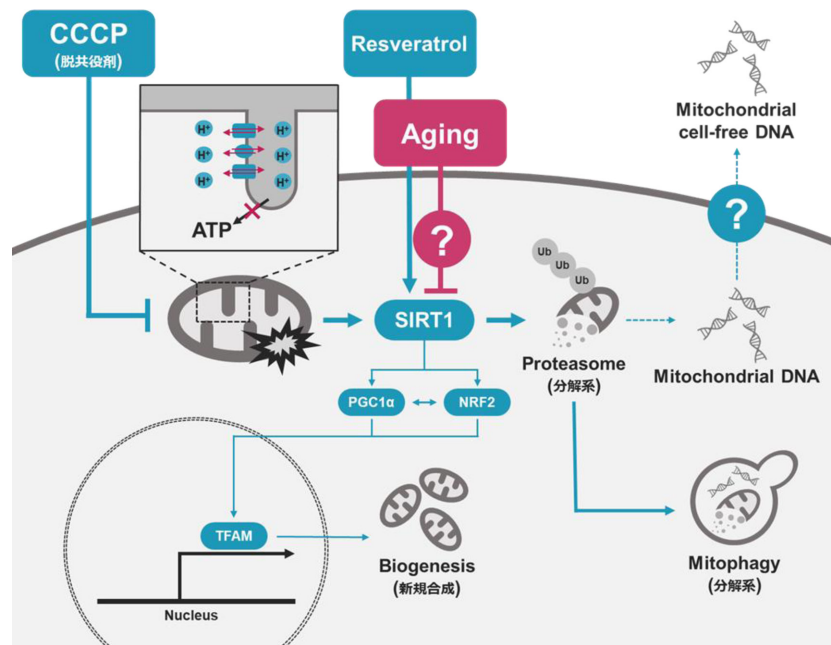 CCCP
(脱共役剤)
Resveratrol
Aging
?
Mitochondrial
cell-free DNA
?
H⁺
H⁺
H⁺
H⁺
H⁺
H⁺
ATP
Ub
Ub
Ub
SIRT1
Proteasome
(分解系)
Mitochondrial DNA
PGC1α
NRF2
TFAM
Nucleus
Biogenesis
(新規合成)
Mitophagy
(分解系)